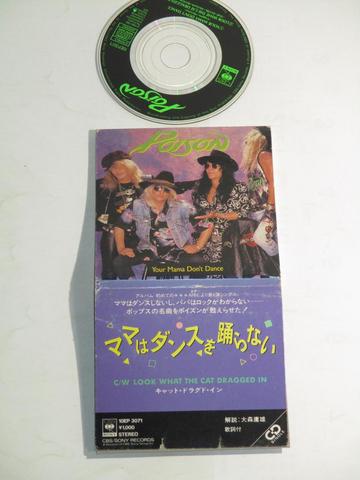 POISON
Poison
Your Mama Don't Dance
ママはダンスしないし、パパはロックがわからない
ポップスの名曲をポイズンが甦えらせた!
ママはダンスを踊らない
C/W LOOK WHAT THE CAT DRAGGED IN
キャット・ドラグド・イン
10EP 3071
¥1,000
STEREO
CBS/SONY RECORDS
解説:大森庸雄
歌詞付
CD